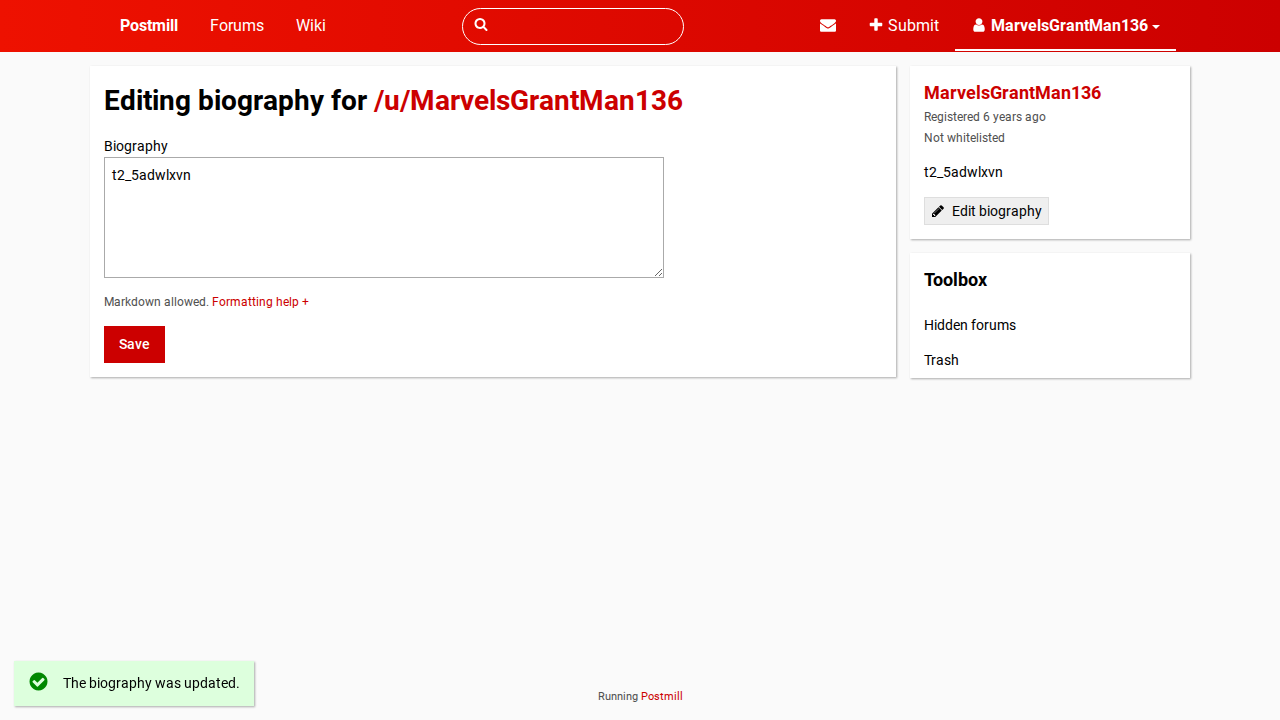 Postmill
Forums
Wiki
Submit
MarvelsGrantMan136
Editing biography for /u/MarvelsGrantMan136
Biography
t2_5adwlxvn
Markdown allowed. Formatting help +
Save
MarvelsGrantMan136
Registered 6 years ago
Not whitelisted
t2_5adwlxvn
Edit biography
Toolbox
Hidden forums
Trash
The biography was updated.
Running Postmill